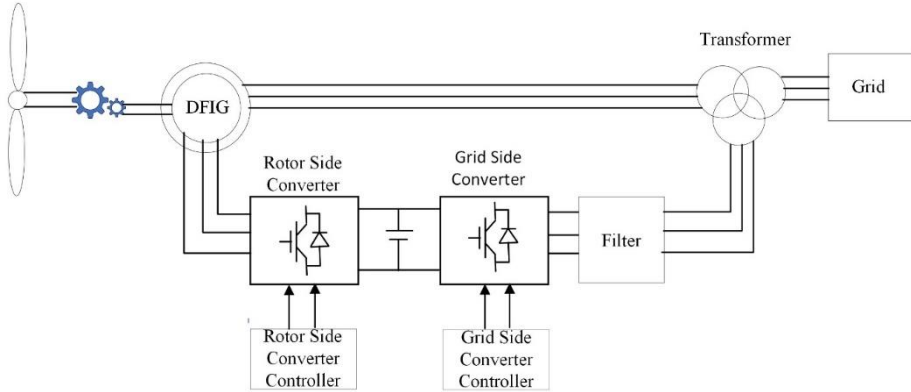 Transformer
Grid
DFIG
Rotor Side
Converter
Grid Side
Converter
Filter
Rotor Side
Converter
Controller
Grid Side
Converter
Controller